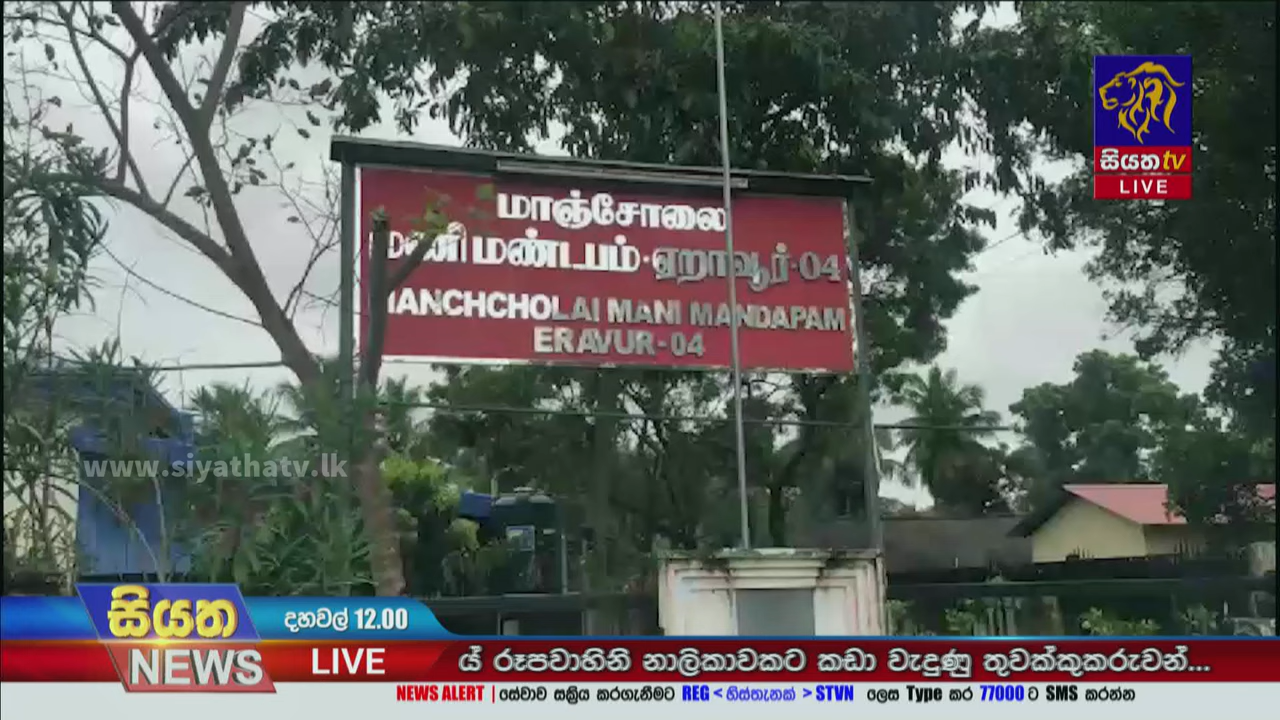 සියත tv
LIVE
மாஞ்சோலை
மணி மண்டபம்·ஏறாவூர்·04
MANCHCHOLAI MANI MANDAPAM
ERAVUR-04
www.siyathatv.lk
සියත
දහවල් 12.00
NEWS
LIVE
ය් රූපවාහිනි නාලිකාවකට කඩා වැදුණු තුවක්කුකරුවන්...
NEWS ALERT | සේවාව සක්‍රිය කරගැනීමට REG < හිස්තැනක් > STVN ලෙස Type කර 77000 ට SMS කරන්න